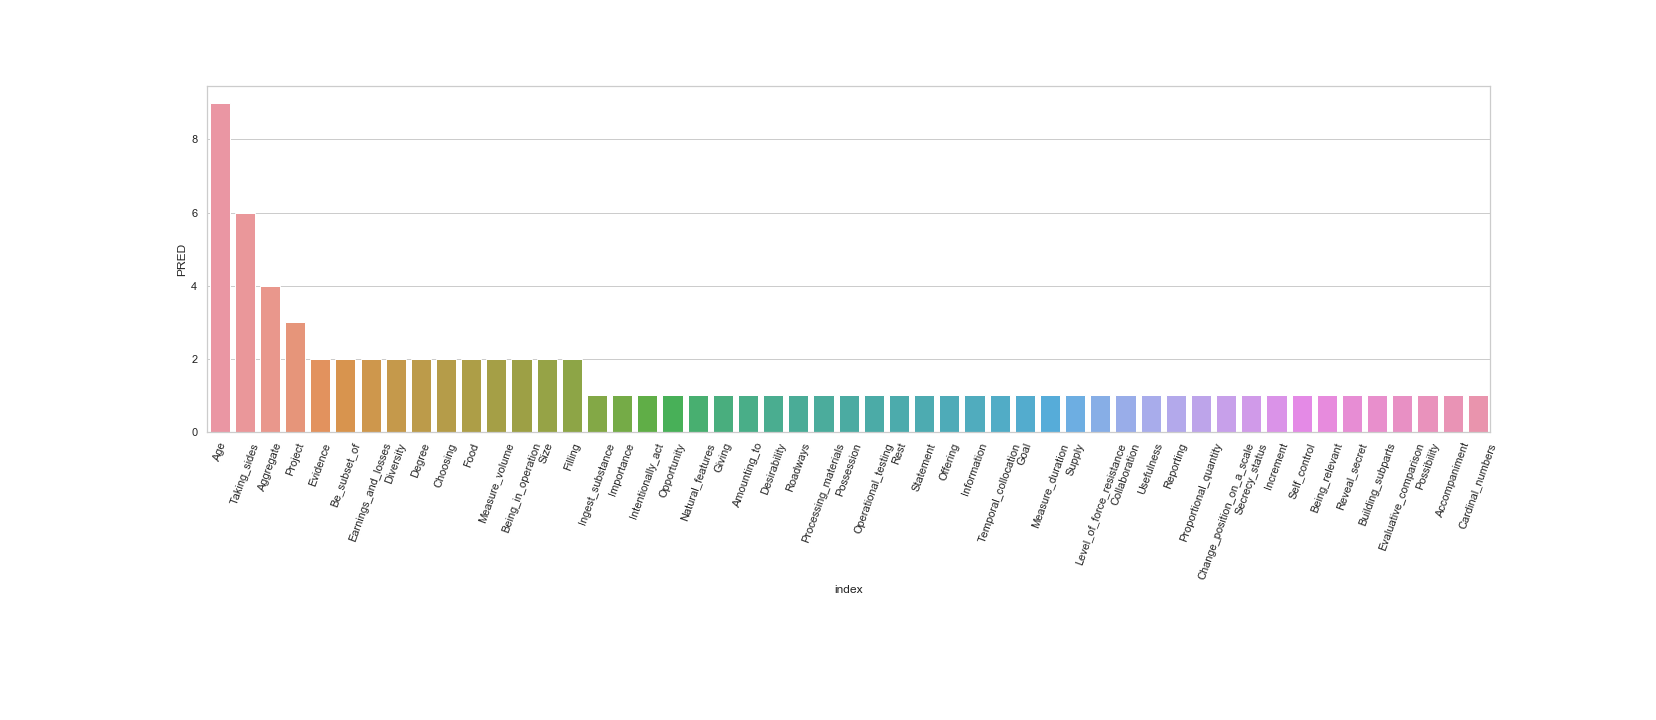 8
6
4
2
0
PRED
Age
Taking_sides
Aggregate
Project
Evidence
Be_subset_of
Earnings_and_losses
Diversity
Degree
Choosing
Food
Measure_volume
Being_in_operation
Size
Filling
Ingest_substance
Importance
Intentionally_act
Opportunity
Natural_features
Giving
Amounting_to
Desirability
Roadways
Processing_materials
Possession
Operational_testing
Rest
Statement
Offering
Information
Temporal_collocation
Goal
Measure_duration
Supply
Level_of_force_resistance
Collaboration
Usefulness
Reporting
Proportional_quantity
Change_position_on_a_scale
Secrecy_status
Increment
Self_control
Being_relevant
Reveal_secret
Building_subparts
Evaluative_comparison
Possibility
Accompaniment
Cardinal_numbers
index